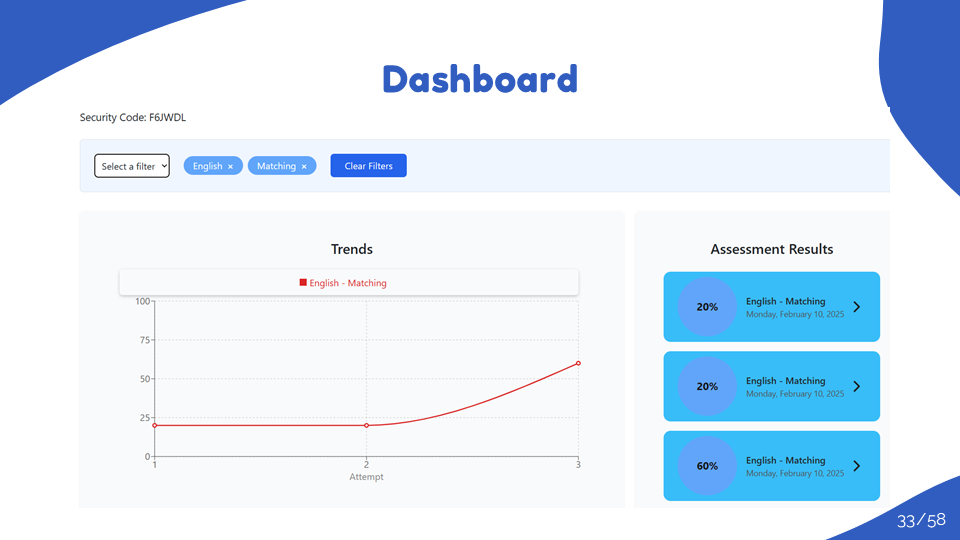 Dashboard
Security Code: F6JWDL
Select a filter
English ×
Matching ×
Clear Filters
Trends
English - Matching
100
75
50
25
0
1
2
3
Attempt
Assessment Results
20%
English - Matching
Monday, February 10, 2025
20%
English - Matching
Monday, February 10, 2025
60%
English - Matching
Monday, February 10, 2025
33/58